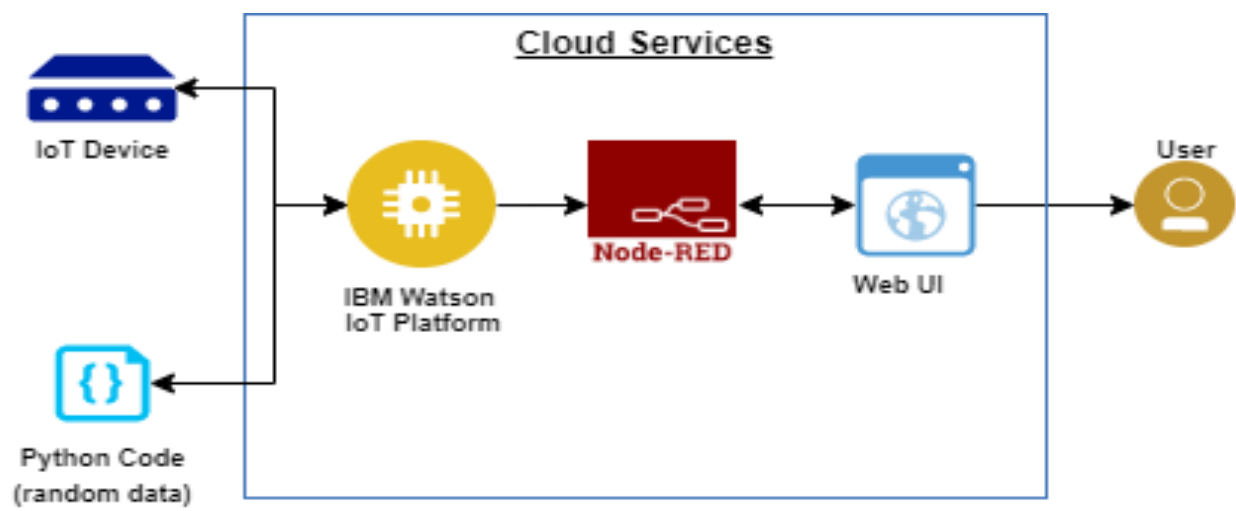 Cloud Services
IoT Device
User
Node-RED
Web UI
IBM Watson
IoT Platform
{}
Python Code
(random data)